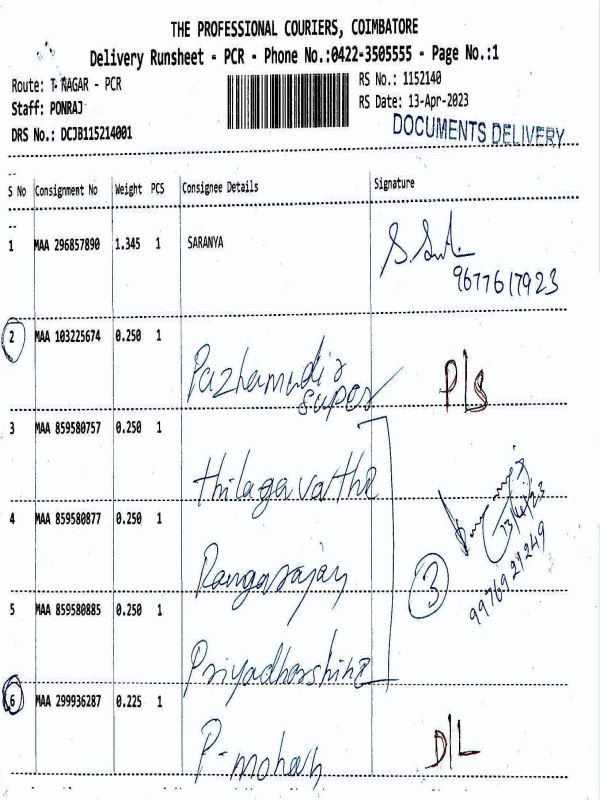 THE PROFESSIONAL COURIERS, COIMBATORE
Delivery Runsheet - PCR - Phone No.:0422-3505555 - Page No.:1
Route: T.NAGAR - PCR
RS No.: 1152140
Staff: PONRAJ
RS Date: 13-Apr-2023
DRS No.: DCJB115214001
DOCUMENTS DELIVERY
S No Consignment No Weight PCS Consignee Details Signature
1 MAA 296857890 1.345 1 SARANYA
9677617923
2 MAA 103225674 0.250 1
Pazhamudir
super
P/S
3 MAA 859580757 0.250 1
Thilagavathi
4 MAA 859580877 0.250 1
13/4/23
9976921249
3
Rangarajan
5 MAA 859580885 0.250 1
Priyadharshini
6 MAA 299936287 0.225 1
P-mohan
D/L